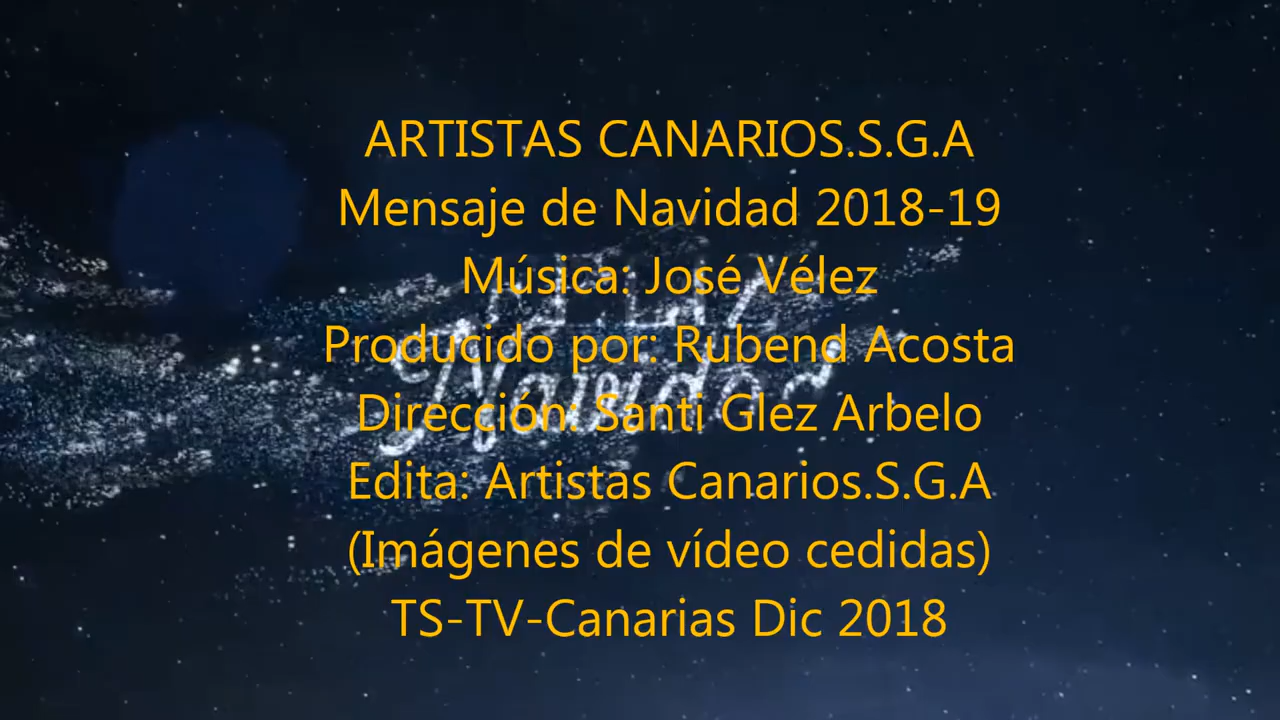 ARTISTAS CANARIOS.S.G.A
Mensaje de Navidad 2018-19
Música: José Vélez
Producido por: Rubend Acosta
Dirección: Santi Glez Arbelo
Edita: Artistas Canarios.S.G.A
(Imágenes de vídeo cedidas)
TS-TV-Canarias Dic 2018